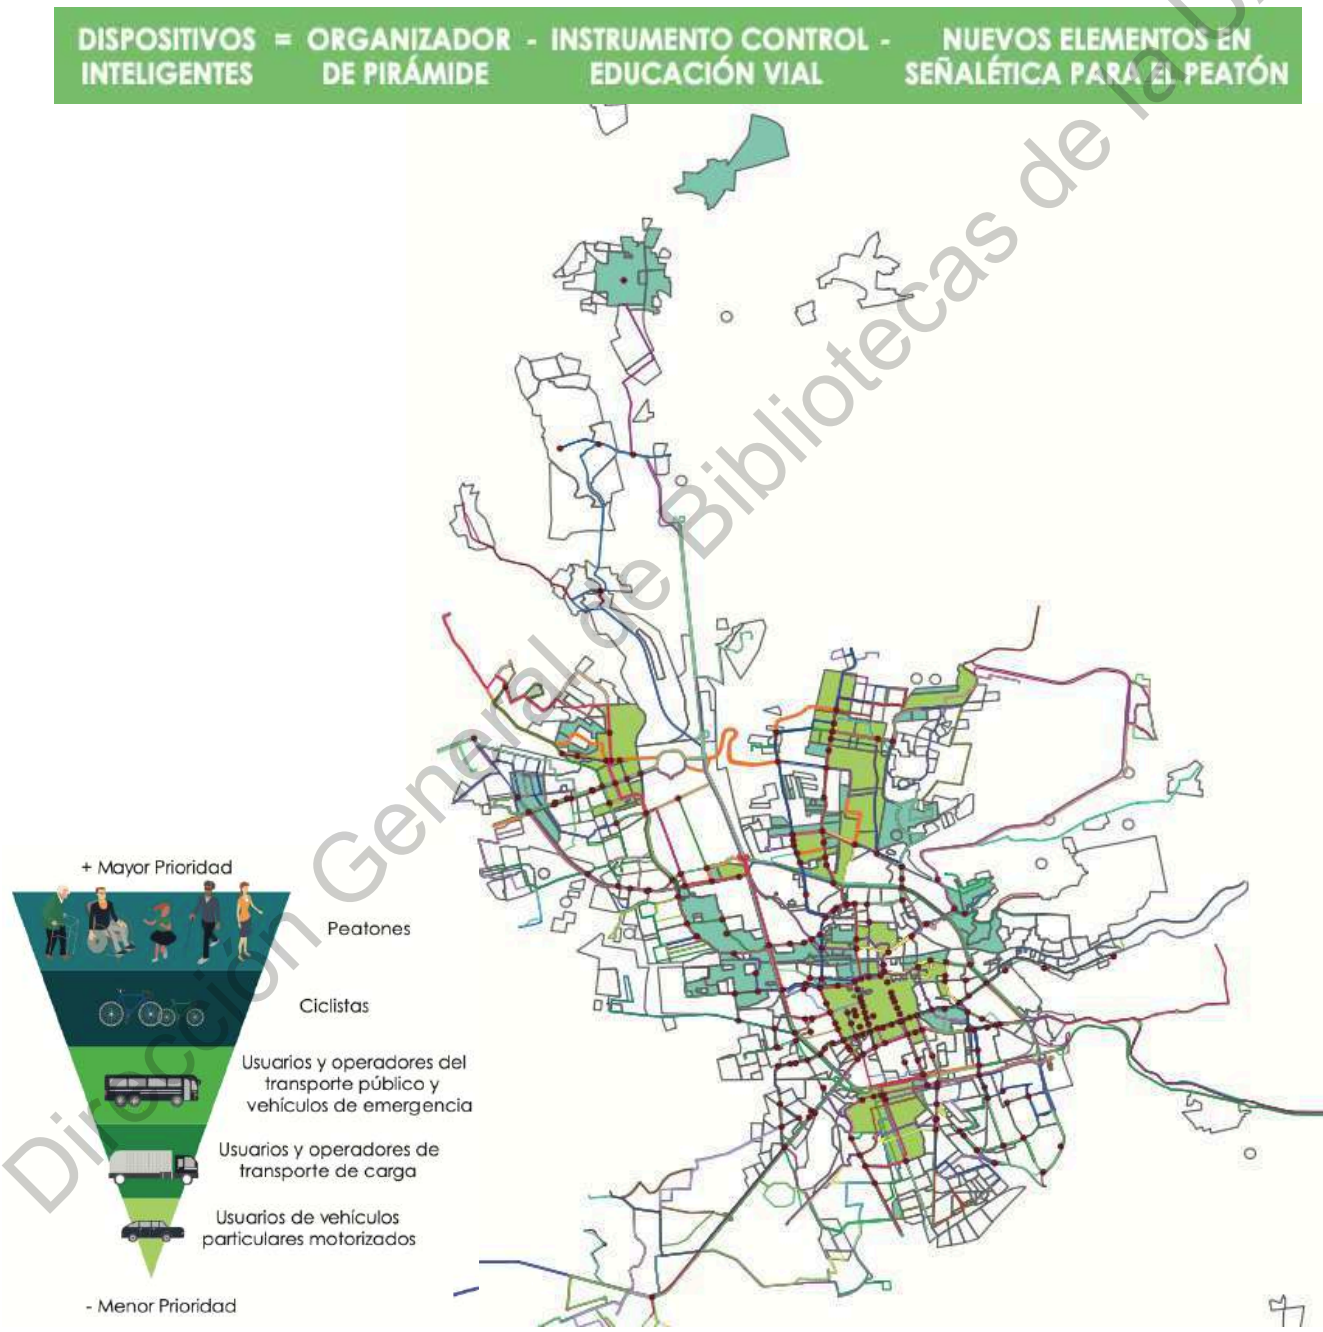 DISPOSITIVOS = ORGANIZADOR - INSTRUMENTO CONTROL - NUEVOS ELEMENTOS EN
INTELIGENTES DE PIRÁMIDE EDUCACIÓN VIAL SEÑALÉTICA PARA EL PEATÓN
+ Mayor Prioridad
Peatones
Ciclistas
Usuarios y operadores del
transporte público y
vehículos de emergencia
Usuarios y operadores de
transporte de carga
Usuarios de vehículos
particulares motorizados
- Menor Prioridad
Dirección General de Bibliotecas de la